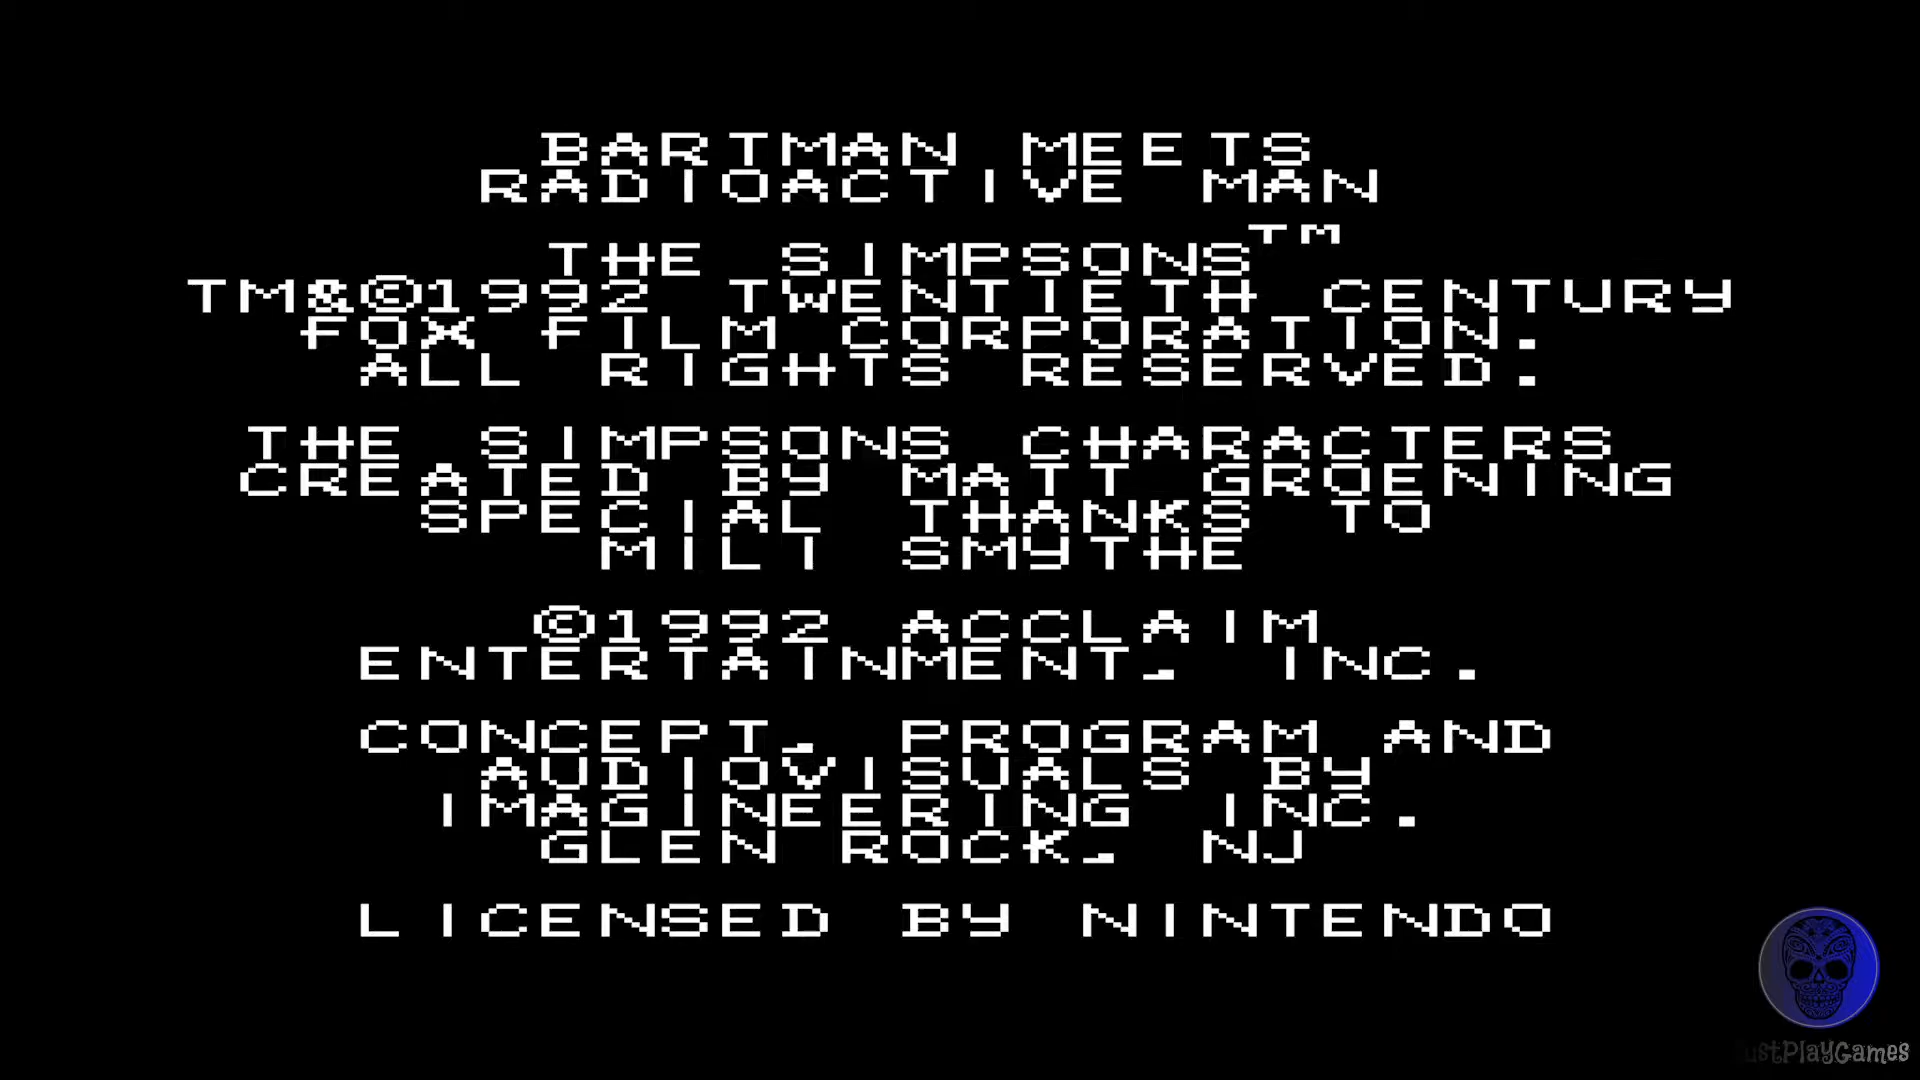 BARTMAN MEETS
RADIOACTIVE MAN
THE SIMPSONS™
TM&©1992 TWENTIETH CENTURY
FOX FILM CORPORATION.
ALL RIGHTS RESERVED.
THE SIMPSONS CHARACTERS
CREATED BY MATT GROENING
SPECIAL THANKS TO
MILI SMYTHE
©1992 ACCLAIM
ENTERTAINMENT, INC.
CONCEPT, PROGRAM AND
AUDIOVISUALS BY
IMAGINEERING INC.
GLEN ROCK, NJ
LICENSED BY NINTENDO
JustPlayGames